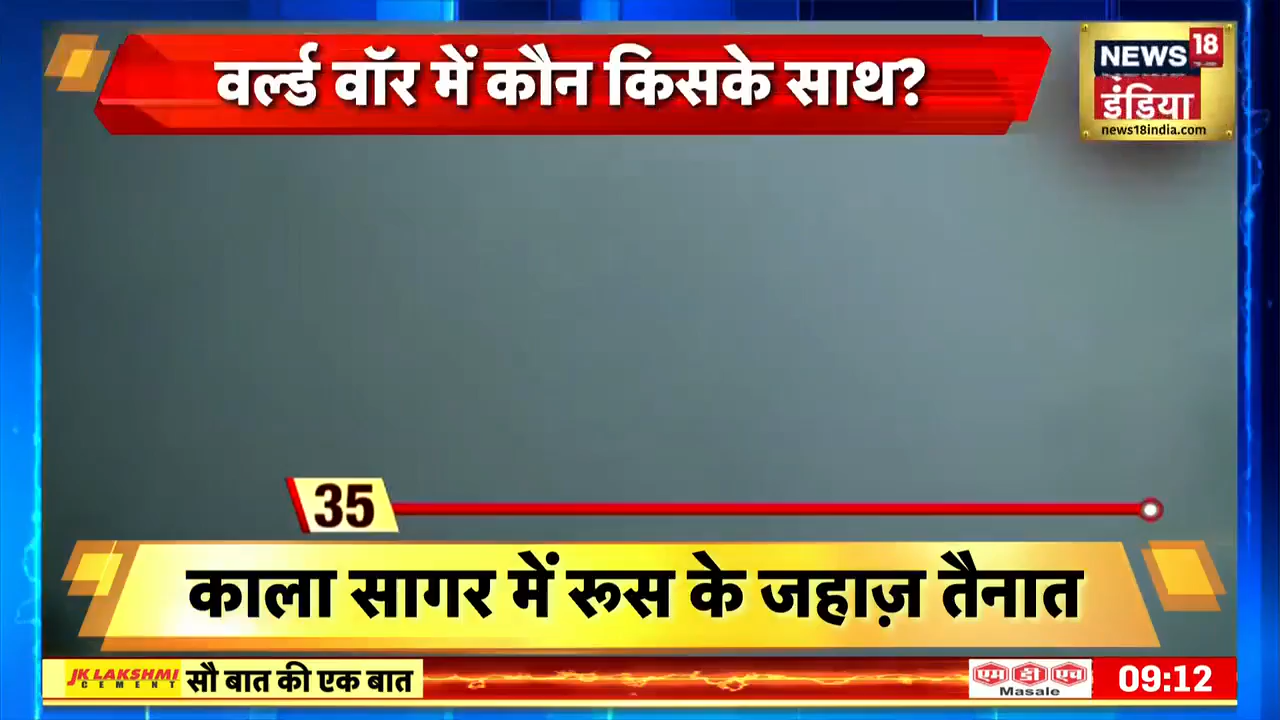 वर्ल्ड वॉर में कौन किसके साथ?
NEWS 18
इंडिया
news18india.com
35
काला सागर में रूस के जहाज़ तैनात
JK LAKSHMI
CEMENT
सौ बात की एक बात
एम डी एच
Masale
09:12